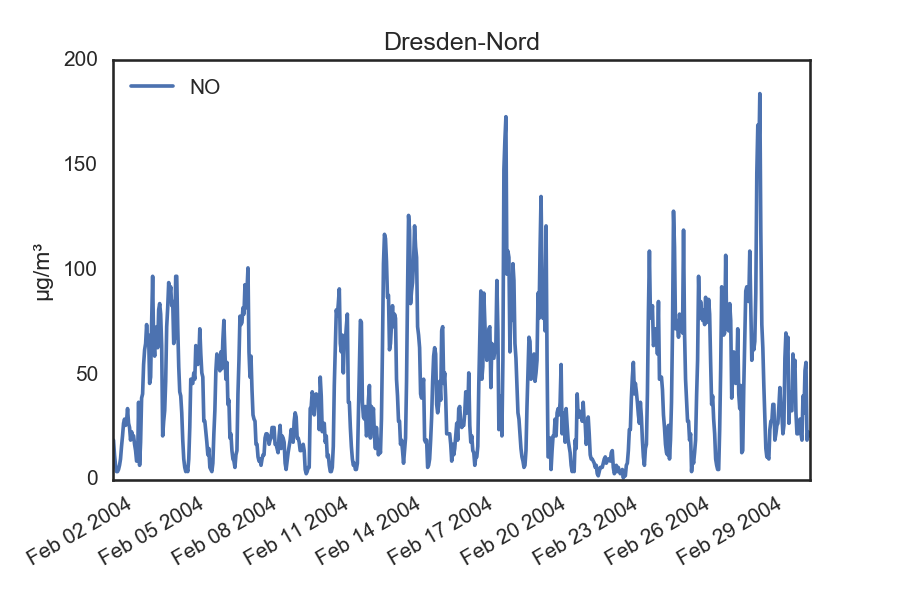 Dresden-Nord
NO
µg/m³
200
150
100
50
0
Feb 02 2004
Feb 05 2004
Feb 08 2004
Feb 11 2004
Feb 14 2004
Feb 17 2004
Feb 20 2004
Feb 23 2004
Feb 26 2004
Feb 29 2004